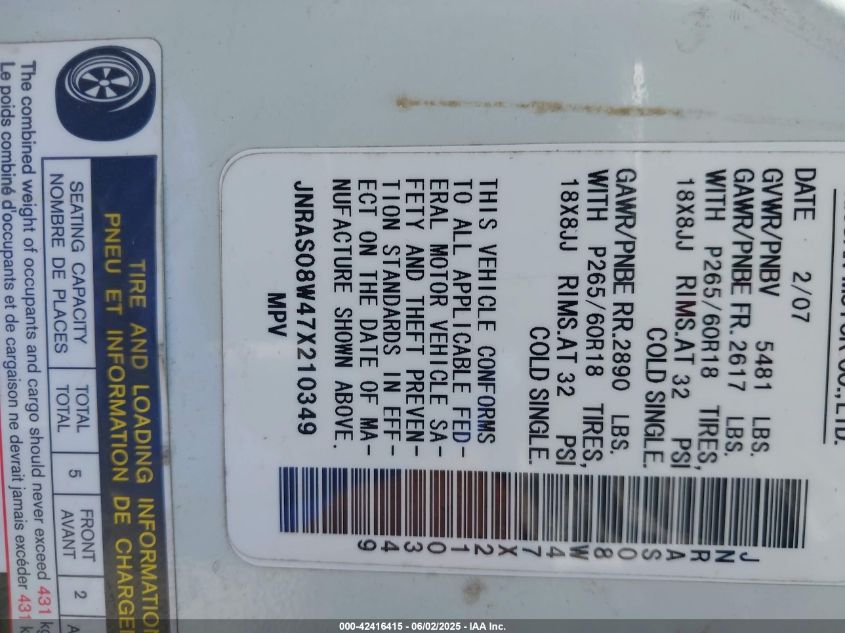 MOTOR CO.,LTD.
DATE 2/07
GVWR/PNBV 5481 LBS.
GAWR/PNBE FR. 2617 LBS.
WITH P265/60R18 TIRES,
18X8JJ RIMS.AT 32 PSI
COLD SINGLE.
GAWR/PNBE RR. 2890 LBS.
WITH P265/60R18 TIRES,
18X8JJ RIMS.AT 32 PSI
COLD SINGLE.
THIS VEHICLE CONFORMS
TO ALL APPLICABLE FED-
ERAL MOTOR VEHICLE SA-
FETY AND THEFT PREVEN-
TION STANDARDS IN EFF-
ECT ON THE DATE OF MA-
NUFACTURE SHOWN ABOVE.
JNRAS08W47X210349
MPV
JNRAS08W47X210349
TIRE AND LOADING INFORMATION
PNEU ET INFORMATION DE CHARGE
SEATING CAPACITY TOTAL 5 FRONT 2
NOMBRE DE PLACES TOTAL AVANT
The combined weight of occupants and cargo should never exceed 431 kg
Le poids combiné d'occupants et de cargaison ne devrait jamais excéder 431 k
000-42416415 - 06/02/2025 - IAA Inc.